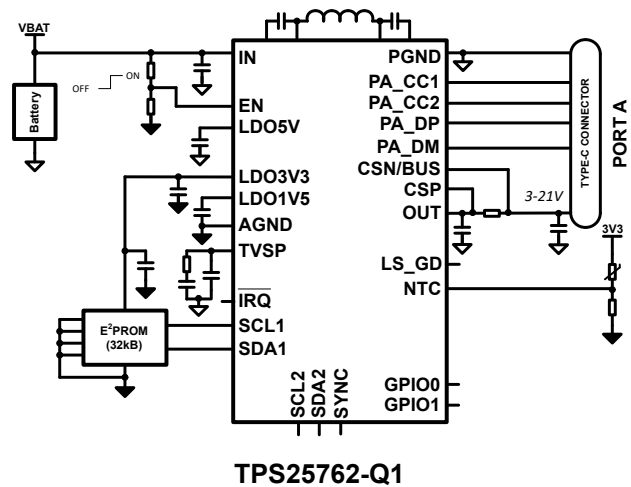 VBAT
Battery
OFF
ON
IN
EN
LDO5V
LDO3V3
LDO1V5
AGND
TVSP
IRQ
SCL1
SDA1
E²PROM
(32kB)
SCL2
SDA2
SYNC
PGND
PA_CC1
PA_CC2
PA_DP
PA_DM
CSN/BUS
CSP
OUT
LS_GD
NTC
GPIO0
GPIO1
3-21V
TYPE-C CONNECTOR
PORT A
3V3
TPS25762-Q1